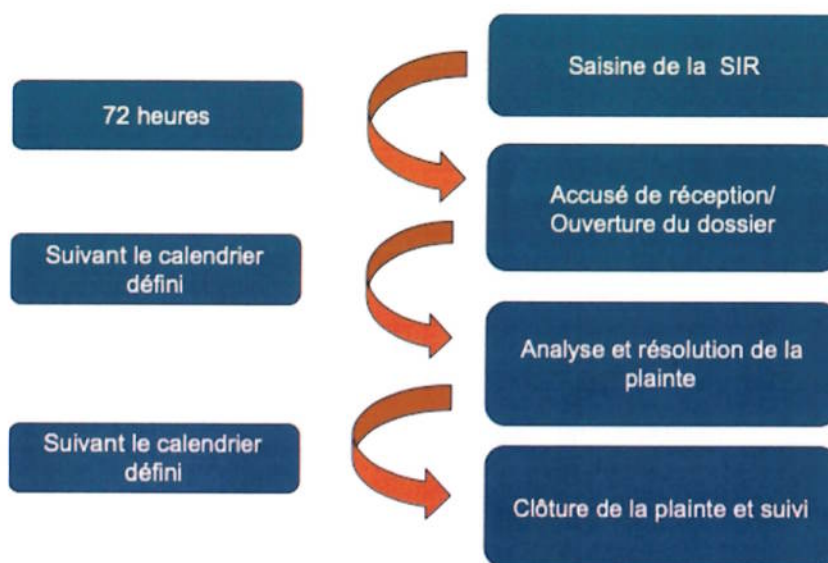 Saisine de la SIR
72 heures
Accusé de réception/
Ouverture du dossier
Suivant le calendrier
défini
Analyse et résolution de la
plainte
Suivant le calendrier
défini
Clôture de la plainte et suivi